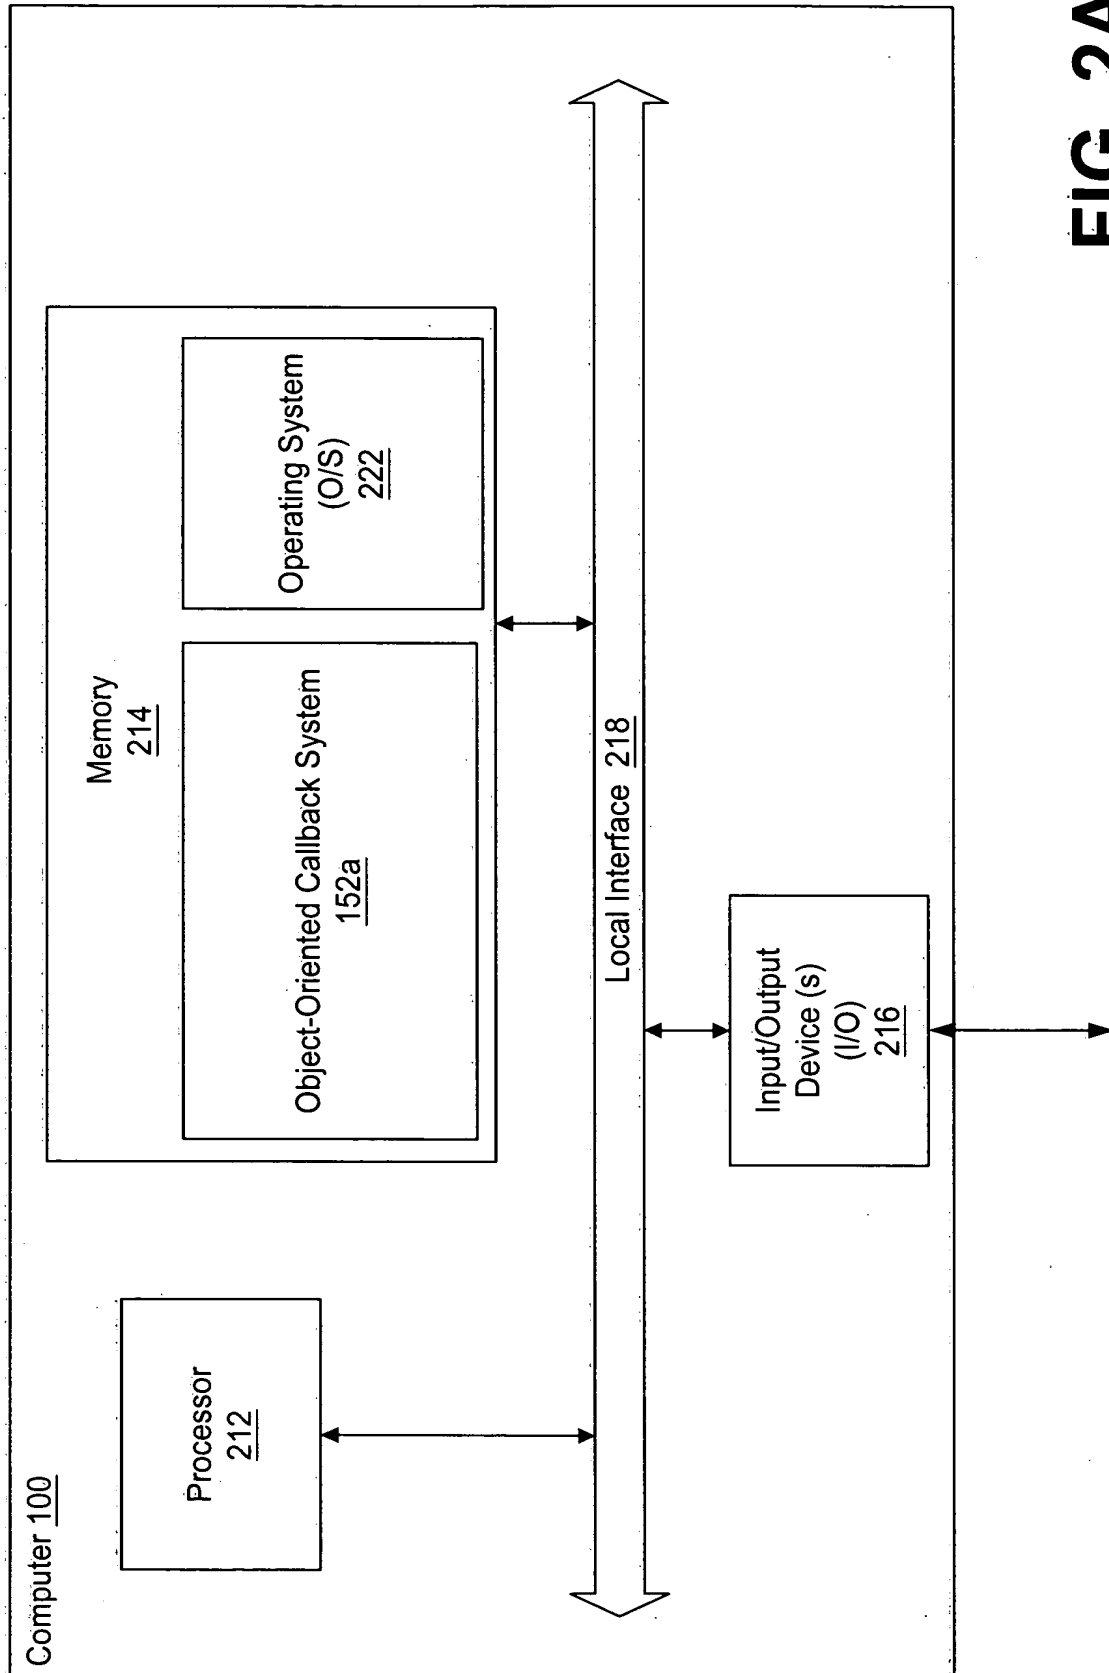 Computer 100
Processor
212
Memory
214
Object-Oriented Callback System
152a
Operating System
(O/S)
222
Local Interface 218
Input/Output
Device (s)
(I/O)
216
FIG. 2A